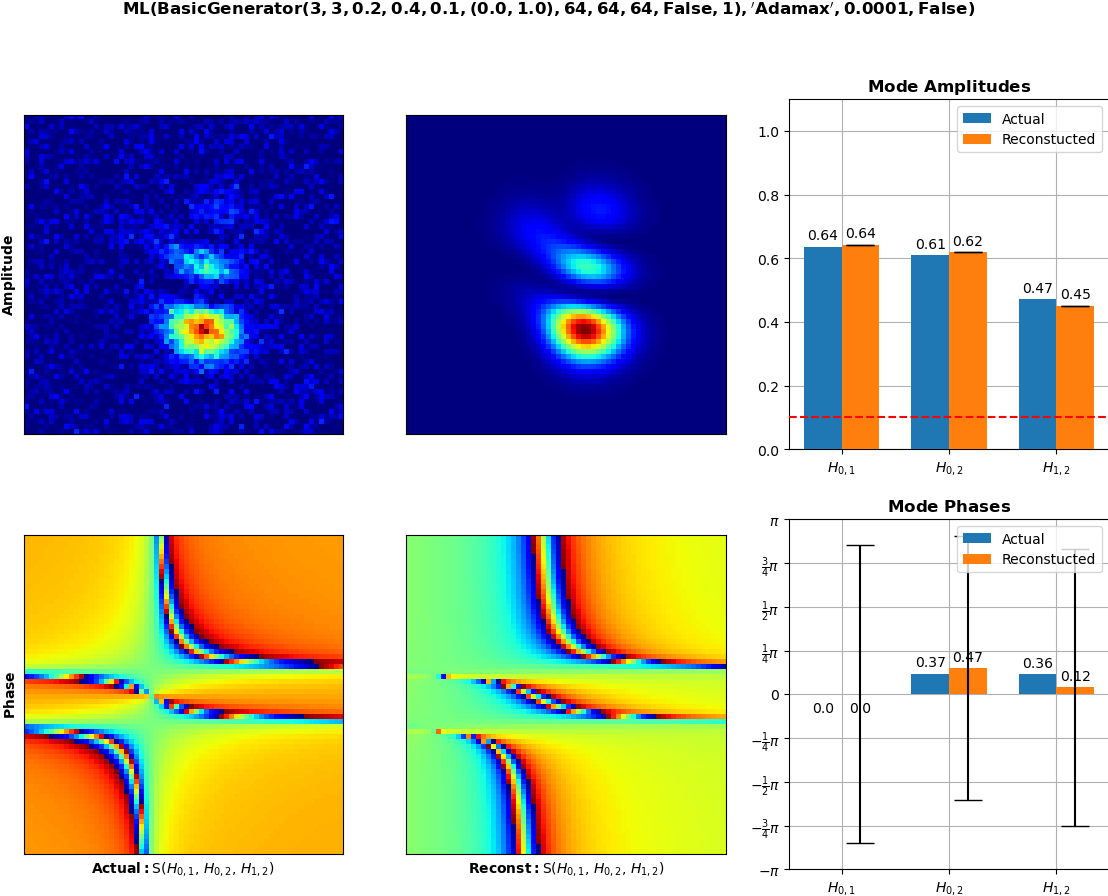 ML(BasicGenerator(3, 3, 0.2, 0.4, 0.1, (0.0, 1.0), 64, 64, 64, False, 1), ′Adamax′, 0.0001, False)
Mode Amplitudes
Amplitude
1.0
0.8
0.6
0.4
0.2
0.0
Actual
Reconstucted
0.64 0.64
0.61 0.62
0.47 0.45
H0,1 H0,2 H1,2
Mode Phases
Phase
π
3/4π
1/2π
1/4π
0
−1/4π
−1/2π
−3/4π
−π
Actual
Reconstucted
0.0 0.0
0.37 0.47
0.36 0.12
H0,1 H0,2 H1,2
Actual: S(H0,1, H0,2, H1,2)
Reconst: S(H0,1, H0,2, H1,2)